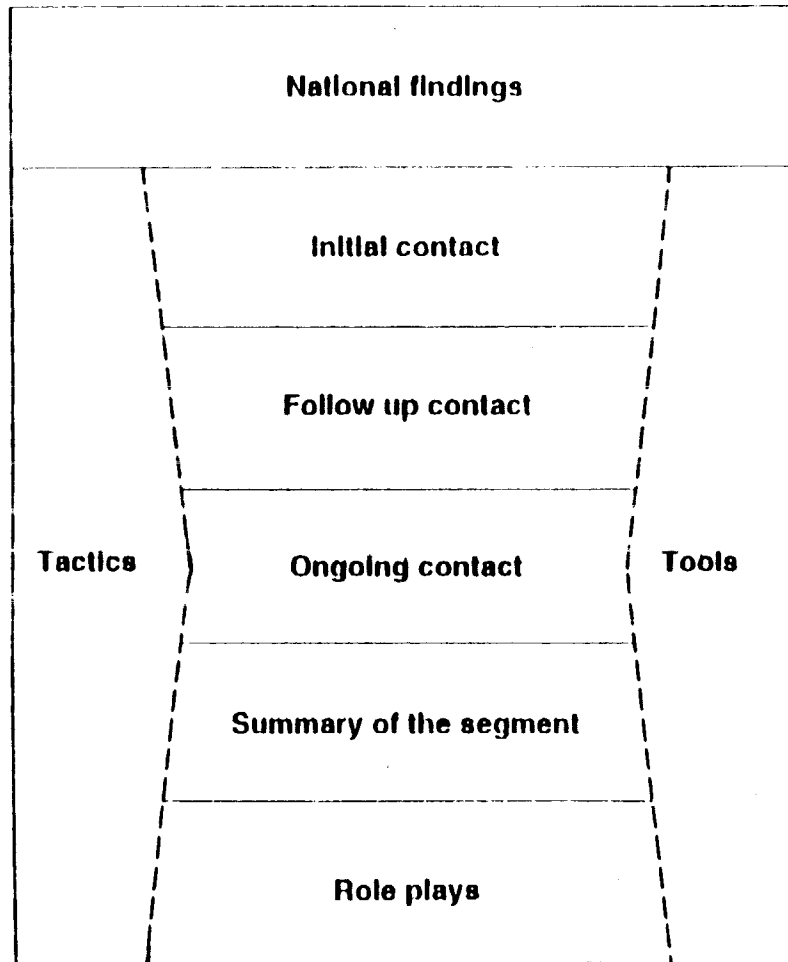 National findings
Initial contact
Follow up contact
Tactics
Ongoing contact
Tools
Summary of the segment
Role plays